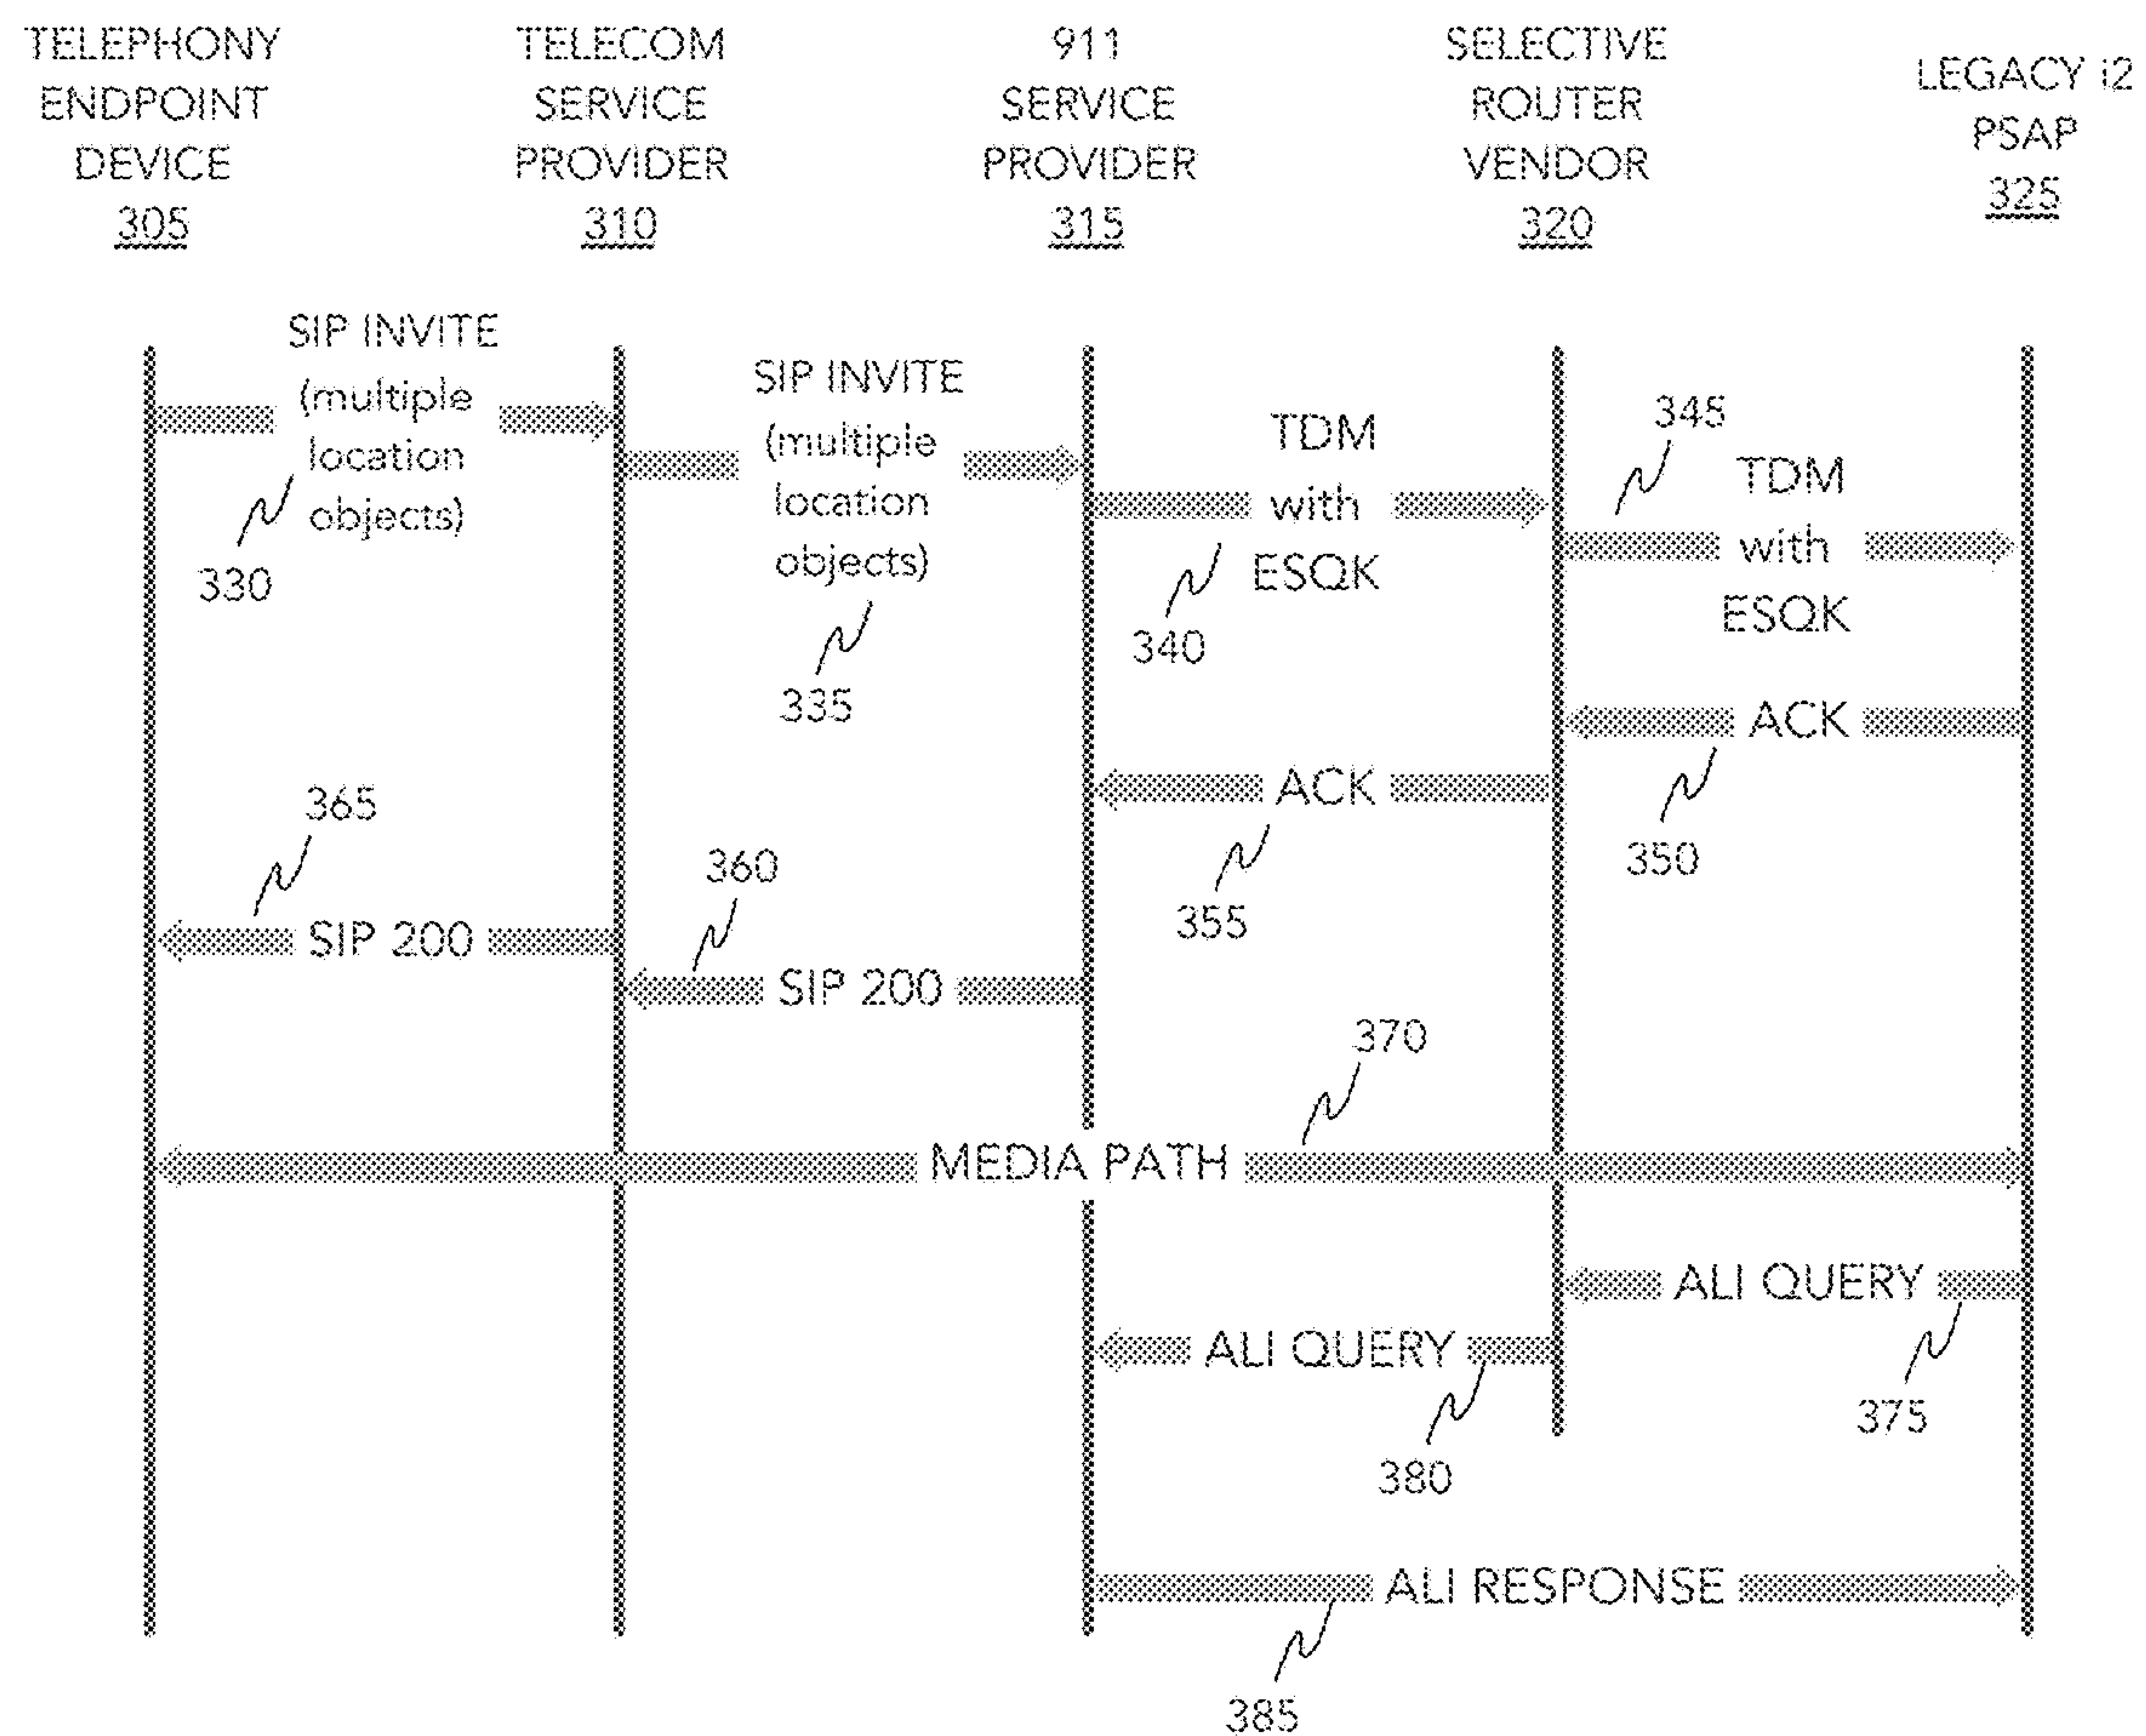 TELEPHONY
ENDPOINT
DEVICE
305
TELECOM
SERVICE
PROVIDER
310
911
SERVICE
PROVIDER
315
SELECTIVE
ROUTER
VENDOR
320
LEGACY i2
PSAP
325
SIP INVITE
(multiple
location
objects)
330
SIP INVITE
(multiple
location
objects)
335
TDM
with
ESQK
340
345
TDM
with
ESQK
ACK
350
ACK
355
365
SIP 200
360
SIP 200
370
MEDIA PATH
ALI QUERY
375
ALI QUERY
380
ALI RESPONSE
385